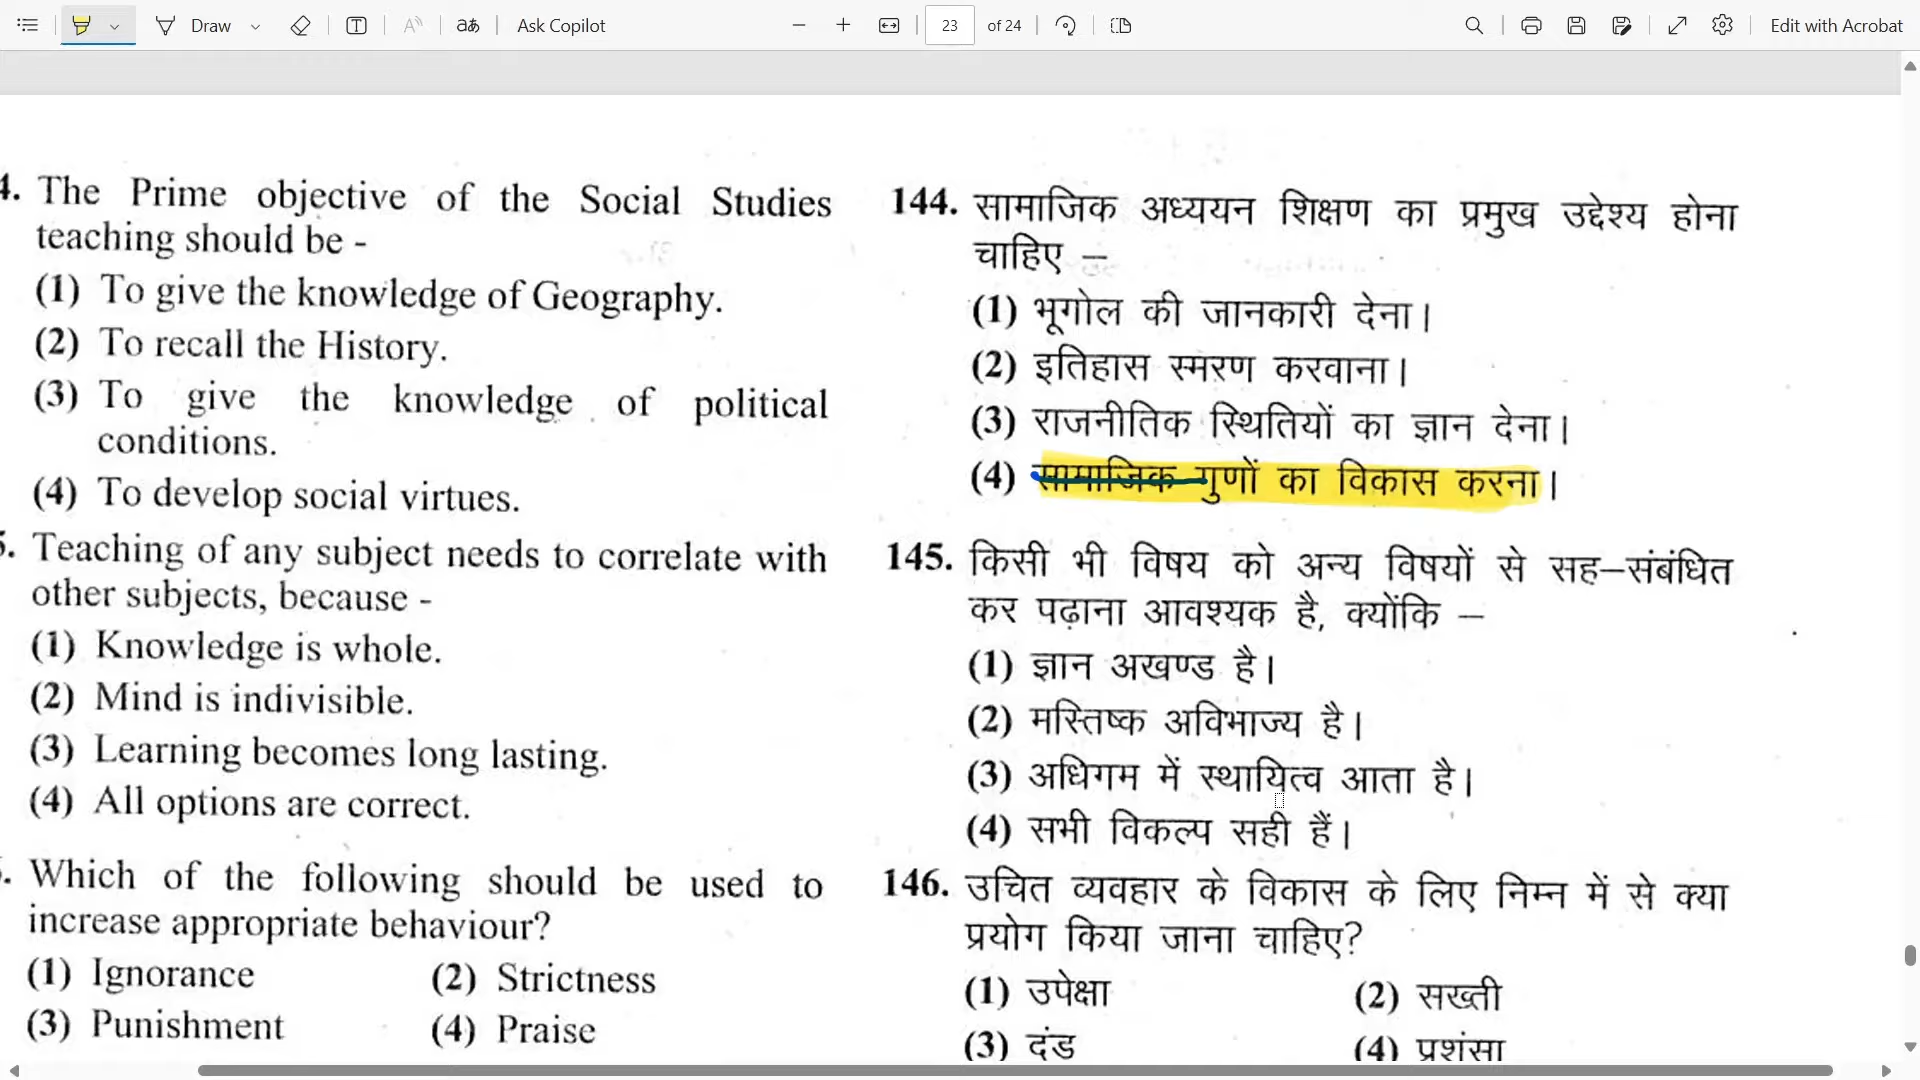 Draw
Ask Copilot
23 of 24
Edit with Acrobat
4. The Prime objective of the Social Studies
teaching should be -
(1) To give the knowledge of Geography.
(2) To recall the History.
(3) To give the knowledge of political
conditions.
(4) To develop social virtues.
5. Teaching of any subject needs to correlate with
other subjects, because -
(1) Knowledge is whole.
(2) Mind is indivisible.
(3) Learning becomes long lasting.
(4) All options are correct.
. Which of the following should be used to
increase appropriate behaviour?
(1) Ignorance (2) Strictness
(3) Punishment (4) Praise
144. सामाजिक अध्ययन शिक्षण का प्रमुख उद्देश्य होना
चाहिए –
(1) भूगोल की जानकारी देना।
(2) इतिहास स्मरण करवाना।
(3) राजनीतिक स्थितियों का ज्ञान देना।
(4) सामाजिक गुणों का विकास करना।
145. किसी भी विषय को अन्य विषयों से सह–संबंधित
कर पढ़ाना आवश्यक है, क्योंकि –
(1) ज्ञान अखण्ड है।
(2) मस्तिष्क अविभाज्य है।
(3) अधिगम में स्थायित्व आता है।
(4) सभी विकल्प सही हैं।
146. उचित व्यवहार के विकास के लिए निम्न में से क्या
प्रयोग किया जाना चाहिए?
(1) उपेक्षा (2) सख्ती
(3) दंड (4) प्रशंसा